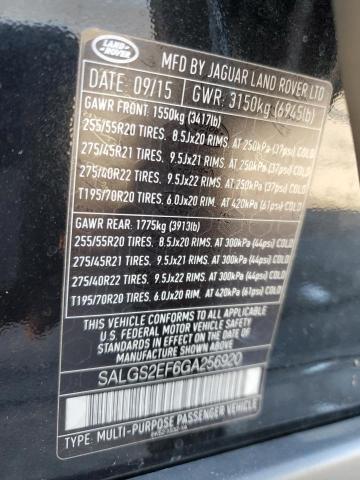 LAND-
ROVER
MFD BY JAGUAR LAND ROVER LTD
DATE: 09/15 GWR: 3150kg (6945lb)
GAWR FRONT: 1550kg (3417lb)
255/55R20 TIRES. 8.5Jx20 RIMS. AT 250kPa (37psi) COLD
275/45R21 TIRES. 9.5Jx21 RIMS. AT 250kPa (37psi) COLD
275/40R22 TIRES. 9.5Jx22 RIMS. AT 250kPa (37psi) COLD
T195/70R20 TIRES. 6.0Jx20 RIM. AT 420kPa (61psi) COLD
GAWR REAR: 1775kg (3913lb)
255/55R20 TIRES. 8.5Jx20 RIMS. AT 300kPa (44psi) COLD
275/45R21 TIRES. 9.5Jx21 RIMS. AT 300kPa (44psi) COLD
275/40R22 TIRES. 9.5Jx22 RIMS. AT 300kPa (44psi) COLD
T195/70R20 TIRES. 6.0Jx20 RIM. AT 420kPa (61psi) COLD
THIS VEHICLE CONFORMS TO ALL APPLICABLE
U.S. FEDERAL MOTOR VEHICLE SAFETY
STANDARDS IN EFFECT ON THE DATE OF
MANUFACTURE SHOWN ABOVE
SALGS2EF6GA256920
TYPE: MULTI-PURPOSE PASSENGER VEHICLE